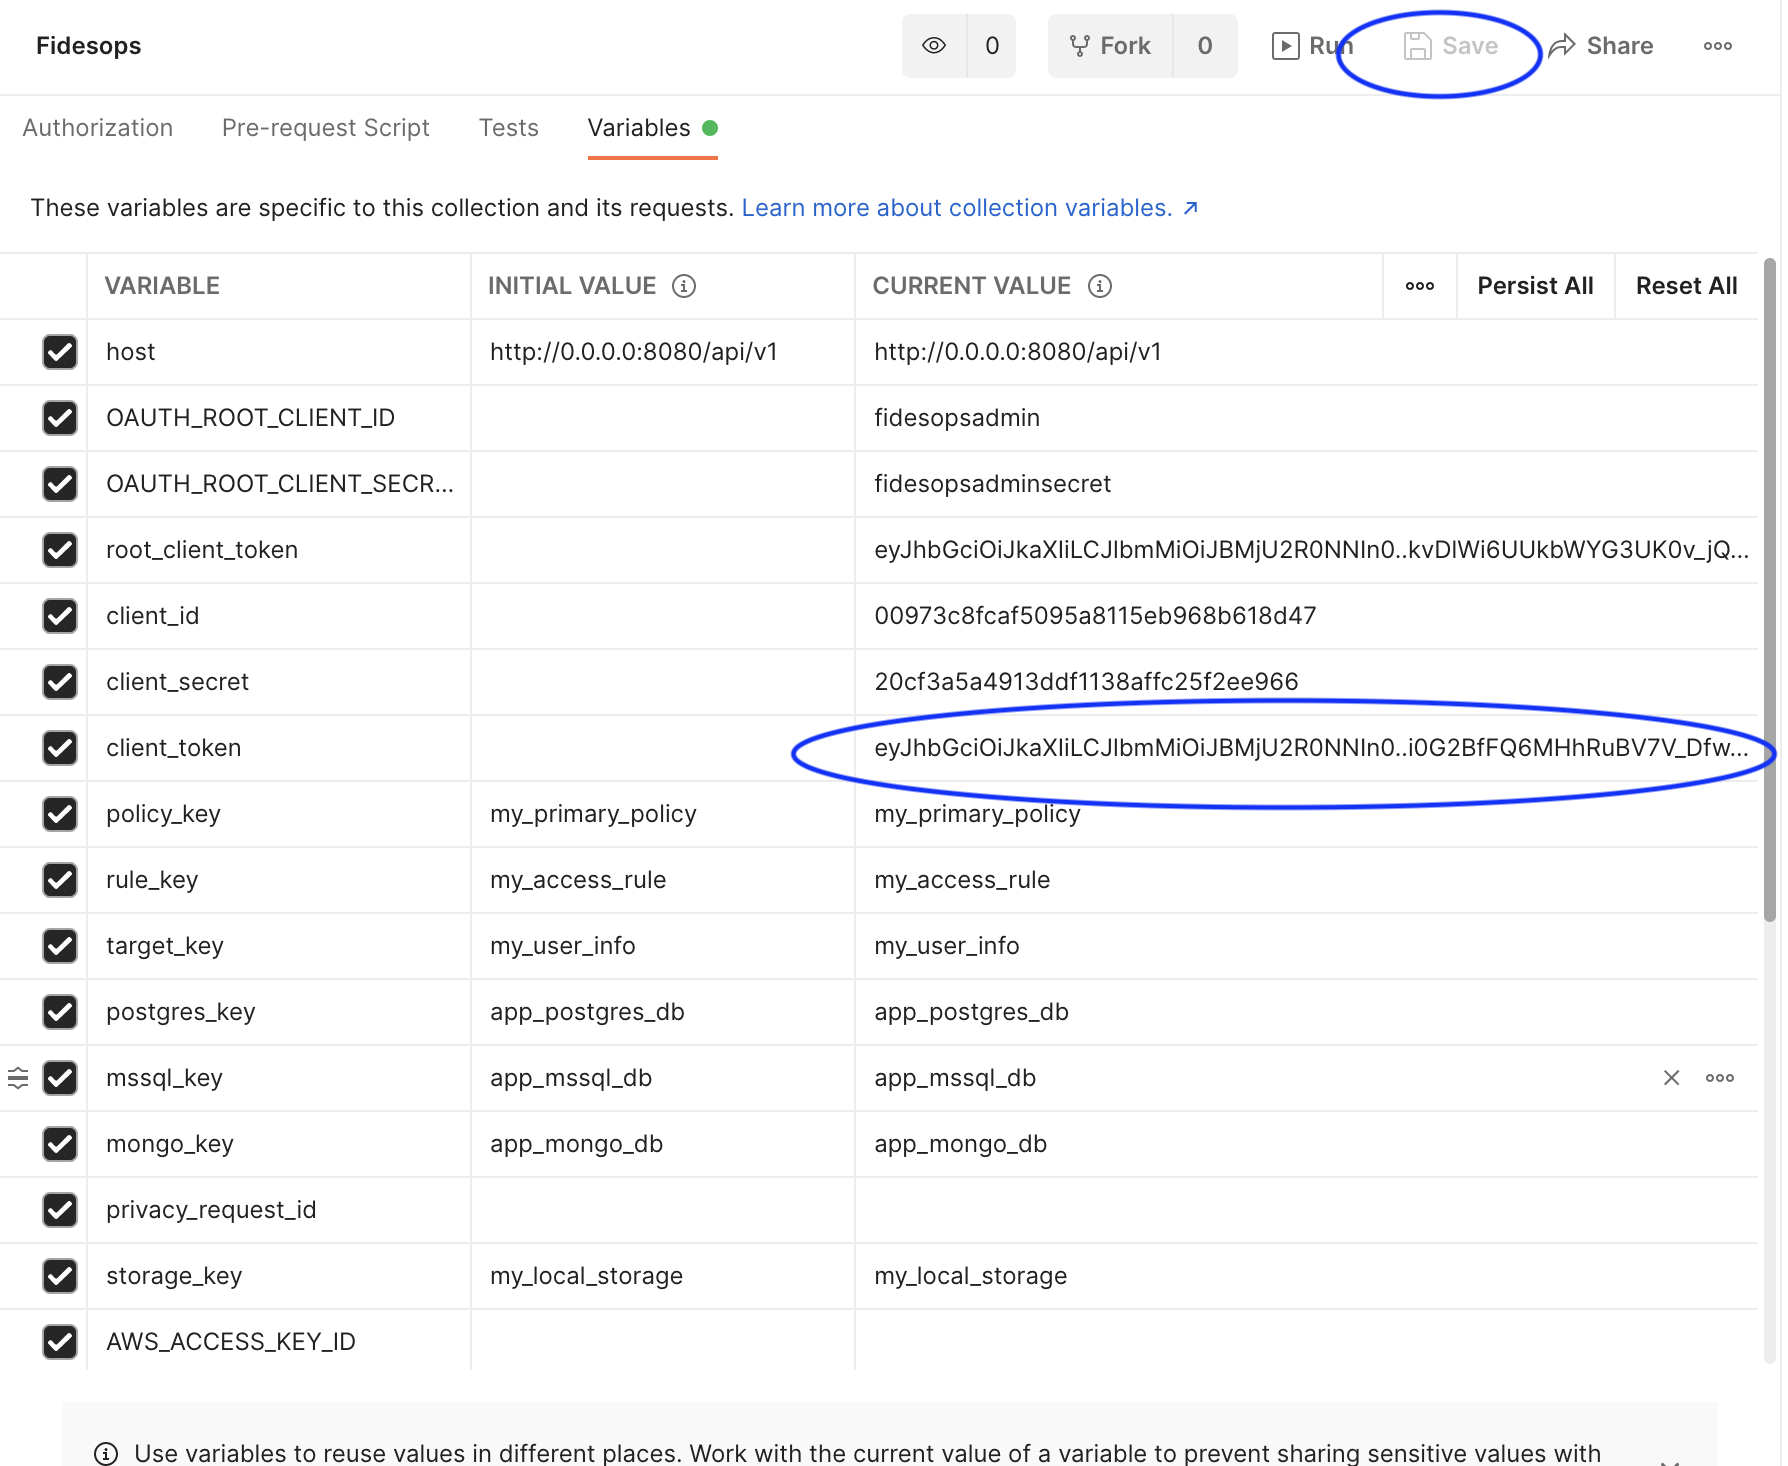 Fidesops
0
Fork
0
Run
Save
Share
Authorization
Pre-request Script
Tests
Variables
These variables are specific to this collection and its requests. Learn more about collection variables. ↗
VARIABLE
INITIAL VALUE
CURRENT VALUE
Persist All
Reset All
host
http://0.0.0.0:8080/api/v1
http://0.0.0.0:8080/api/v1
OAUTH_ROOT_CLIENT_ID
fidesopsadmin
OAUTH_ROOT_CLIENT_SECR...
fidesopsadminsecret
root_client_token
eyJhbGciOiJkaXIiLCJlbmMiOiJBMjU2R0NNIn0..kvDlWi6UUkbWYG3UK0v_jQ...
client_id
00973c8fcaf5095a8115eb968b618d47
client_secret
20cf3a5a4913ddf1138affc25f2ee966
client_token
eyJhbGciOiJkaXIiLCJlbmMiOiJBMjU2R0NNIn0..i0G2BfFQ6MHhRuBV7V_Dfw...
policy_key
my_primary_policy
my_primary_policy
rule_key
my_access_rule
my_access_rule
target_key
my_user_info
my_user_info
postgres_key
app_postgres_db
app_postgres_db
mssql_key
app_mssql_db
app_mssql_db
mongo_key
app_mongo_db
app_mongo_db
privacy_request_id
storage_key
my_local_storage
my_local_storage
AWS_ACCESS_KEY_ID
Use variables to reuse values in different places. Work with the current value of a variable to prevent sharing sensitive values with